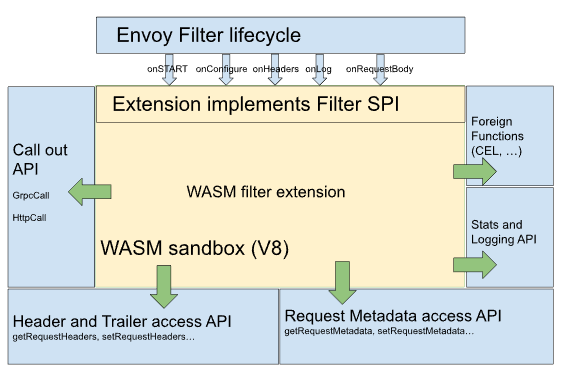 Envoy Filter lifecycle
onSTART onConfigure onHeaders onLog onRequestBody
Extension implements Filter SPI
Call out
API
GrpcCall
HttpCall
WASM filter extension
WASM sandbox (V8)
Foreign
Functions
(CEL, ...)
Stats and
Logging API
Header and Trailer access API
getRequestHeaders, setRequestHeaders...
Request Metadata access API
getRequestMetadata, setRequestMetadata...